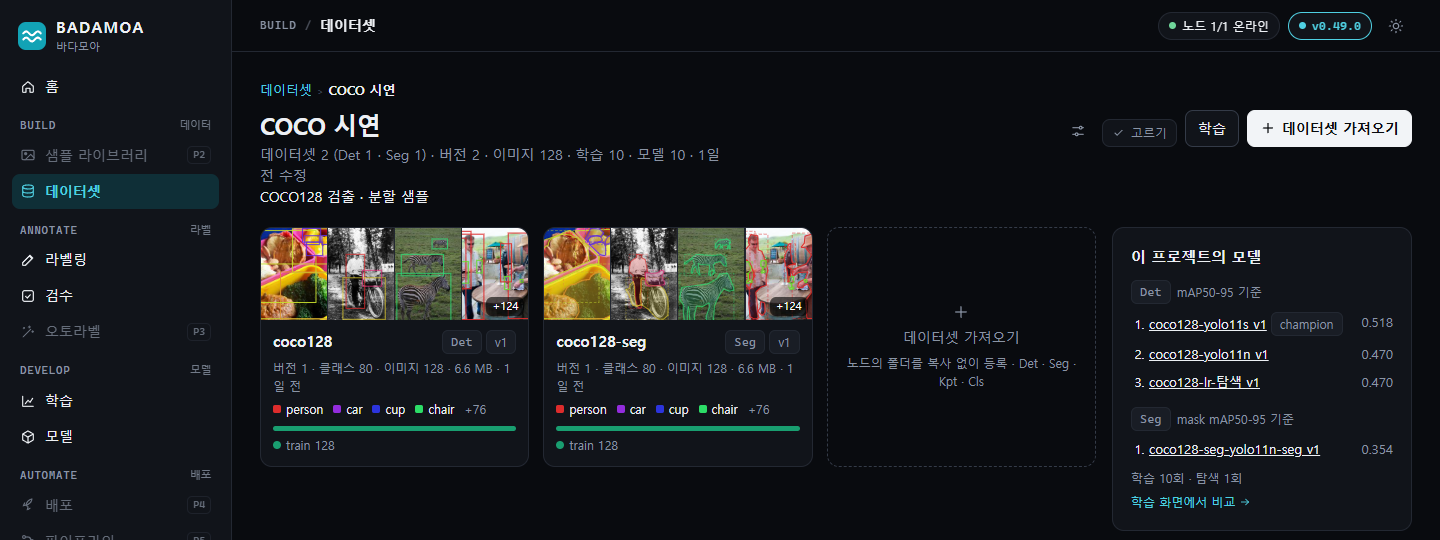 BADAMOA
바다모아
홈
BUILD 데이터
샘플 라이브러리 P2
데이터셋
ANNOTATE 라벨
라벨링
검수
오토라벨 P3
DEVELOP 모델
학습
모델
AUTOMATE 배포
배포 P4
BUILD / 데이터셋
노드 1/1 온라인
v0.49.0
데이터셋 › COCO 시연
COCO 시연
데이터셋 2 (Det 1 · Seg 1) · 버전 2 · 이미지 128 · 학습 10 · 모델 10 · 1일
전 수정
COCO128 검출 · 분할 샘플
고르기
학습
+ 데이터셋 가져오기
+124
coco128 Det v1
버전 1 · 클래스 80 · 이미지 128 · 6.6 MB · 1
일 전
person car cup chair +76
train 128
+124
coco128-seg Seg v1
버전 1 · 클래스 80 · 이미지 128 · 6.6 MB · 1
일 전
person car cup chair +76
train 128
+
데이터셋 가져오기
노드의 폴더를 복사 없이 등록 · Det · Seg ·
Kpt · Cls
이 프로젝트의 모델
Det mAP50-95 기준
1. coco128-yolo11s v1 champion 0.518
2. coco128-yolo11n v1 0.470
3. coco128-lr-탐색 v1 0.470
Seg mask mAP50-95 기준
1. coco128-seg-yolo11n-seg v1 0.354
학습 10회 · 탐색 1회
학습 화면에서 비교 →